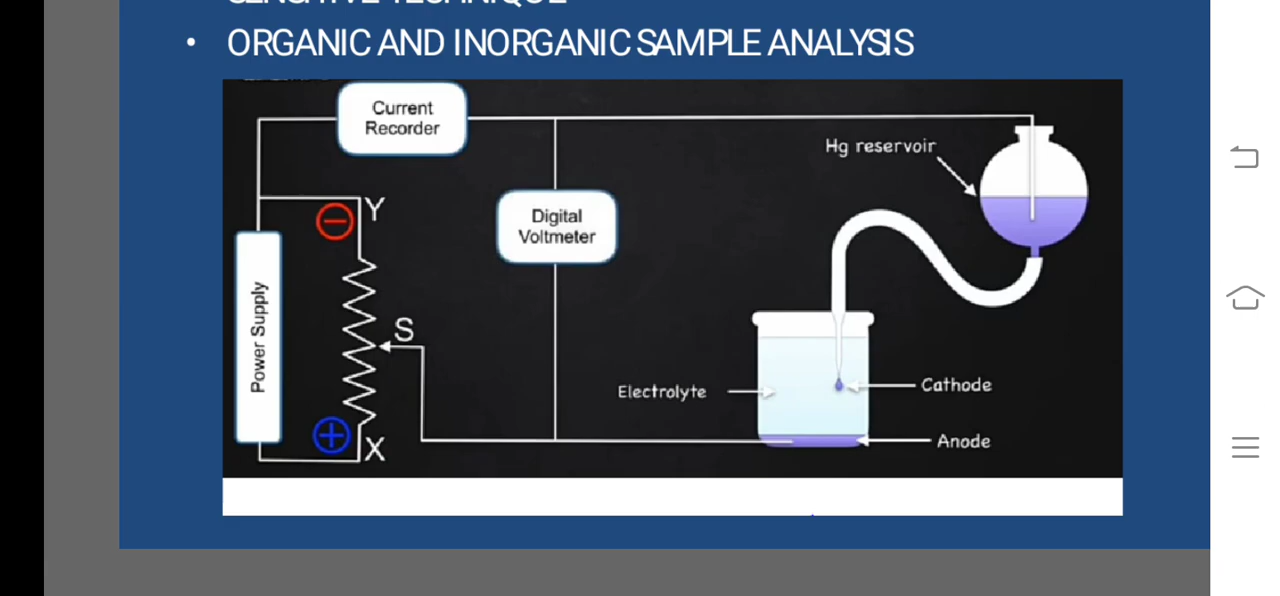 • ORGANIC AND INORGANIC SAMPLE ANALYSIS
Current
Recorder
Hg reservoir
Y
Digital
Voltmeter
Power Supply
S
Electrolyte
Cathode
X
Anode